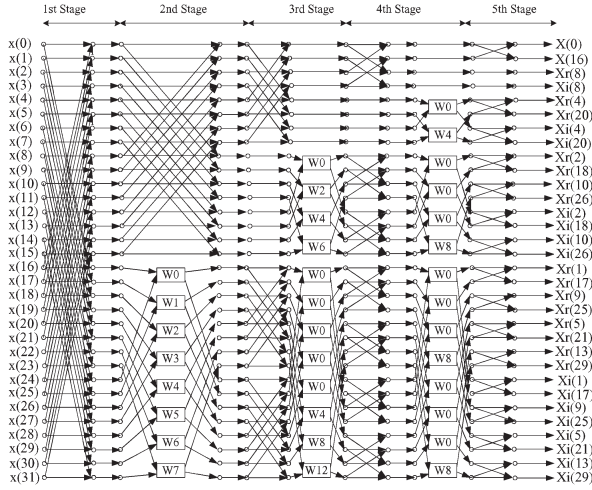 1st Stage
2nd Stage
3rd Stage
4th Stage
5th Stage
x(0)
x(1)
x(2)
x(3)
x(4)
x(5)
x(6)
x(7)
x(8)
x(9)
x(10)
x(11)
x(12)
x(13)
x(14)
x(15)
x(16)
x(17)
x(18)
x(19)
x(20)
x(21)
x(22)
x(23)
x(24)
x(25)
x(26)
x(27)
x(28)
x(29)
x(30)
x(31)
W0
W1
W2
W3
W4
W5
W6
W7
W0
W2
W4
W6
W0
W0
W0
W0
W0
W4
W8
W12
W0
W4
W0
W0
W0
W8
W0
W0
W0
W8
W0
W0
W0
W8
X(0)
X(16)
Xr(8)
Xi(8)
Xr(4)
Xr(20)
Xi(4)
Xi(20)
Xr(2)
Xr(18)
Xr(10)
Xr(26)
Xi(2)
Xi(18)
Xi(10)
Xi(26)
Xr(1)
Xr(17)
Xr(9)
Xr(25)
Xr(5)
Xr(21)
Xr(13)
Xr(29)
Xi(1)
Xi(17)
Xi(9)
Xi(25)
Xi(5)
Xi(21)
Xi(13)
Xi(29)